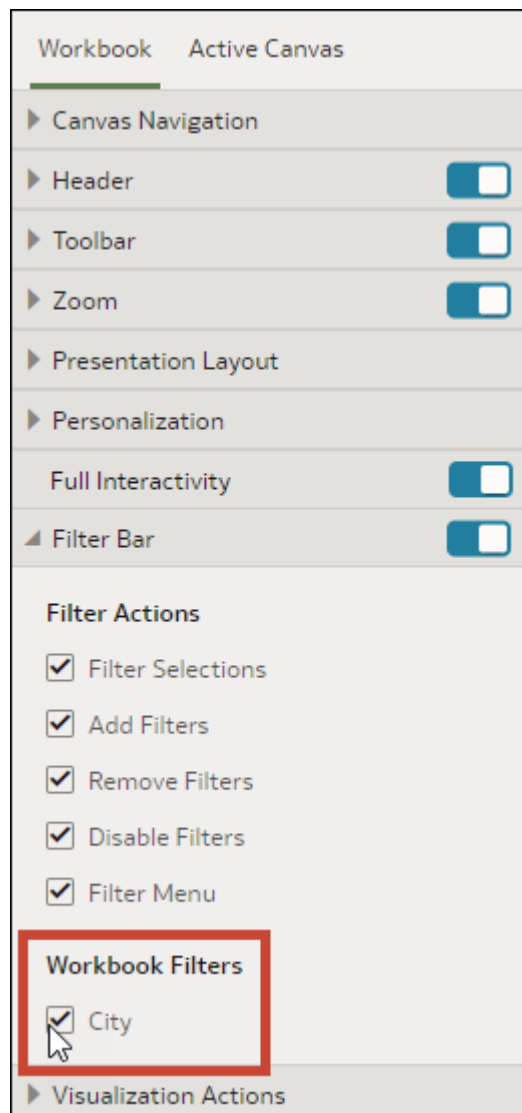 Workbook Active Canvas
Canvas Navigation
Header
Toolbar
Zoom
Presentation Layout
Personalization
Full Interactivity
Filter Bar
Filter Actions
Filter Selections
Add Filters
Remove Filters
Disable Filters
Filter Menu
Workbook Filters
City
Visualization Actions